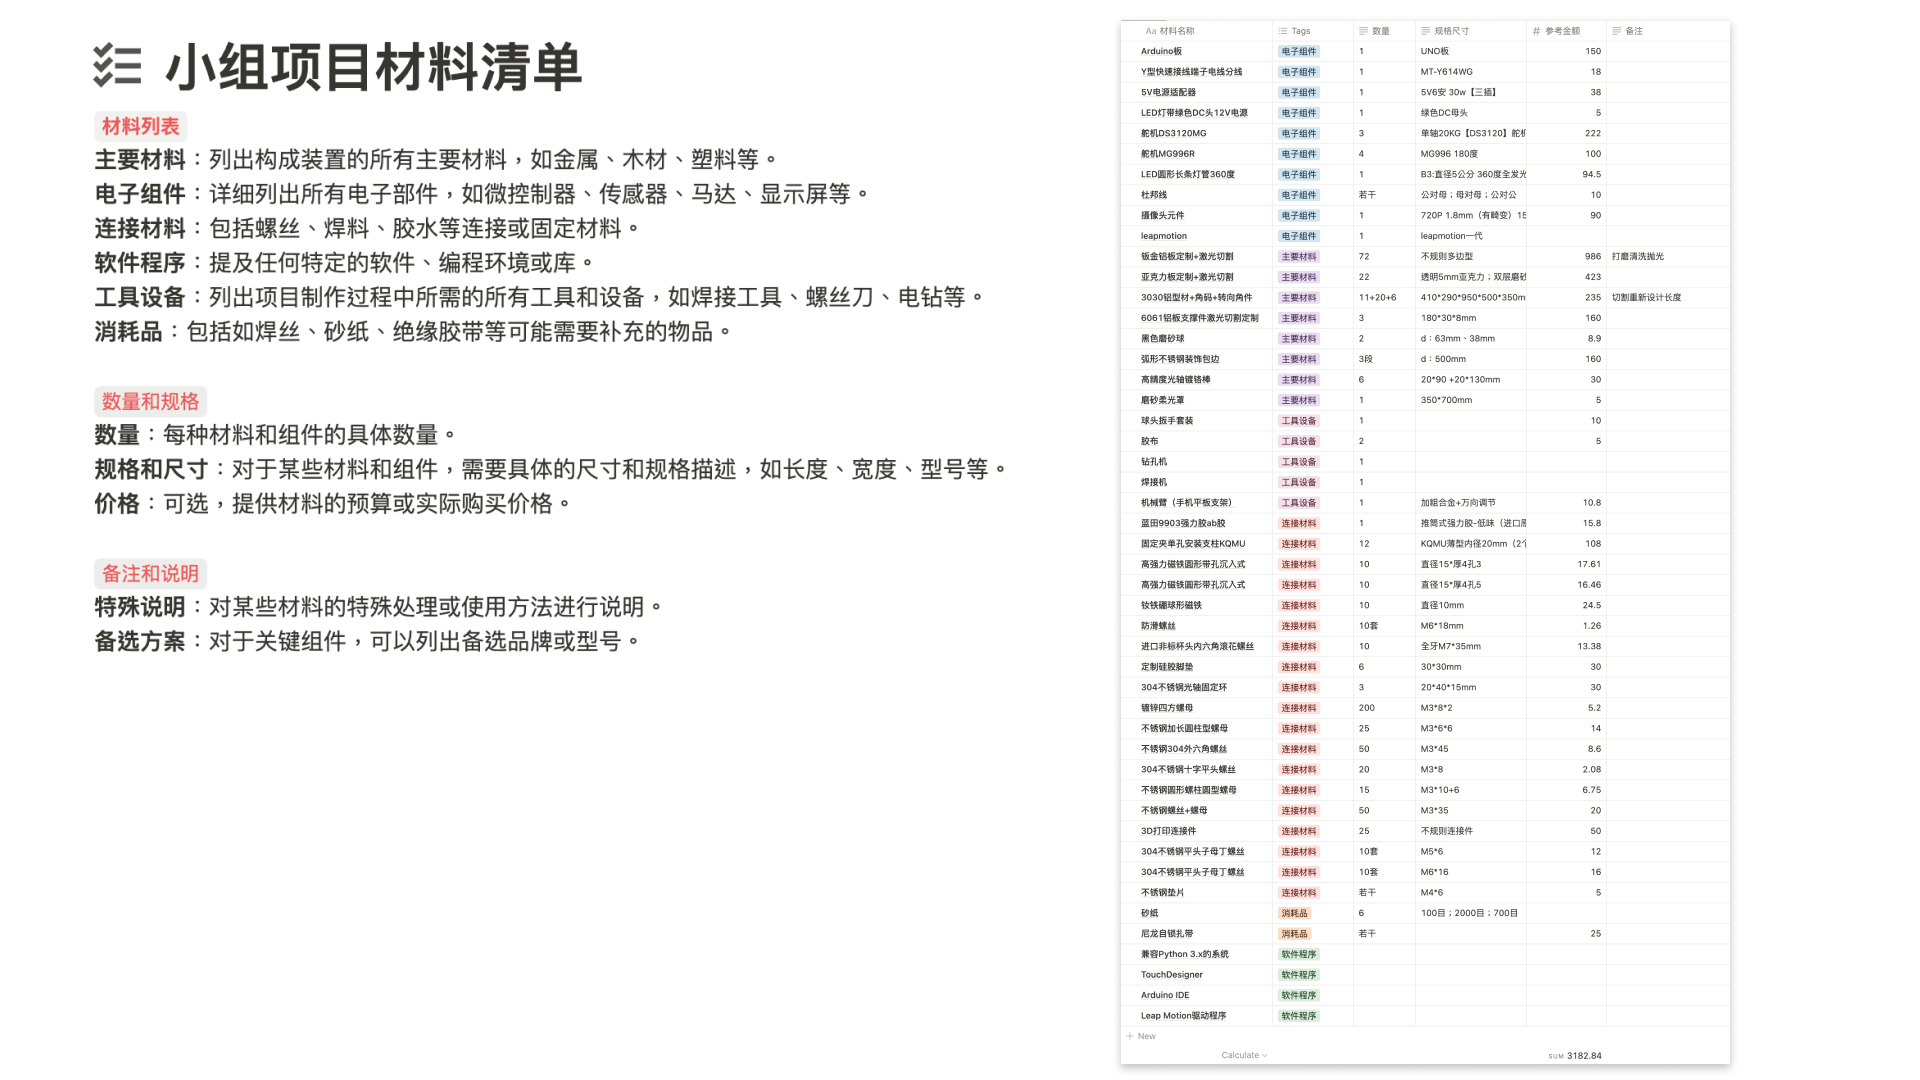 小组项目材料清单
材料列表
主要材料：列出构成装置的所有主要材料，如金属、木材、塑料等。
电子组件：详细列出所有电子部件，如微控制器、传感器、马达、显示屏等。
连接材料：包括螺丝、焊料、胶水等连接或固定材料。
软件程序：提及任何特定的软件、编程环境或库。
工具设备：列出项目制作过程中所需的所有工具和设备，如焊接工具、螺丝刀、电钻等。
消耗品：包括如焊丝、砂纸、绝缘胶带等可能需要补充的物品。
数量和规格
数量：每种材料和组件的具体数量。
规格和尺寸：对于某些材料和组件，需要具体的尺寸和规格描述，如长度、宽度、型号等。
价格：可选，提供材料的预算或实际购买价格。
备注和说明
特殊说明：对某些材料的特殊处理或使用方法进行说明。
备选方案：对于关键组件，可以列出备选品牌或型号。
Aa 材料名称 Tags 数量 规格尺寸 # 参考金额 备注
Arduino板 电子组件 1 UNO板 150
Y型快速接线端子电线分线 电子组件 1 MT-Y614WG 18
5V电源适配器 电子组件 1 5V6安 30w【三插】 38
LED灯带绿色DC头12V电源 电子组件 1 绿色DC母头 5
舵机DS3120MG 电子组件 3 单轴20KG【DS3120】舵机 222
舵机MG996R 电子组件 4 MG996 180度 100
LED圆形长条灯管360度 电子组件 1 B3:直径5公分 360度全发光 94.5
杜邦线 电子组件 若干 公对母；母对母；公对公 10
摄像头元件 电子组件 1 720P 1.8mm（有畸变）15 90
leapmotion 电子组件 1 leapmotion一代
钣金铝板定制+激光切割 主要材料 72 不规则多边型 986 打磨清洗抛光
亚克力板定制+激光切割 主要材料 22 透明5mm亚克力；双层磨砂 423
3030铝型材+角码+转向角件 主要材料 11+20+6 410*290*950*500*350m 235 切割重新设计长度
6061铝板支撑件激光切割定制 主要材料 3 180*30*8mm 160
黑色磨砂球 主要材料 2 d：63mm、38mm 8.9
弧形不锈钢装饰包边 主要材料 3段 d：500mm 160
高精度光轴镀铬棒 主要材料 6 20*90 +20*130mm 30
磨砂柔光罩 主要材料 1 350*700mm 5
球头扳手套装 工具设备 1 10
胶布 工具设备 2 5
钻孔机 工具设备 1
焊接机 工具设备 1
机械臂（手机平板支架） 工具设备 1 加粗合金+万向调节 10.8
蓝田9903强力胶ab胶 连接材料 1 推筒式强力胶-低味（进口原 15.8
固定夹单孔安装支柱KQMU 连接材料 12 KQMU薄型内径20mm（2个 108
高强力磁铁圆形带孔沉入式 连接材料 10 直径15*厚4孔3 17.61
高强力磁铁圆形带孔沉入式 连接材料 10 直径15*厚4孔5 16.46
钕铁硼球形磁铁 连接材料 10 直径10mm 24.5
防滑螺丝 连接材料 10套 M6*18mm 1.26
进口非标杯头内六角滚花螺丝 连接材料 10 全牙M7*35mm 13.38
定制硅胶脚垫 连接材料 6 30*30mm 30
304不锈钢光轴固定环 连接材料 3 20*40*15mm 30
镀锌四方螺母 连接材料 200 M3*8*2 5.2
不锈钢加长圆柱型螺母 连接材料 25 M3*6*6 14
不锈钢304外六角螺丝 连接材料 50 M3*45 8.6
304不锈钢十字平头螺丝 连接材料 20 M3*8 2.08
不锈钢圆形螺柱圆型螺母 连接材料 15 M3*10+6 6.75
不锈钢螺丝+螺母 连接材料 50 M3*35 20
3D打印连接件 连接材料 25 不规则连接件 50
304不锈钢平头子母丁螺丝 连接材料 10套 M5*6 12
304不锈钢平头子母丁螺丝 连接材料 10套 M6*16 16
不锈钢垫片 连接材料 若干 M4*6 5
砂纸 消耗品 6 100目；2000目；700目
尼龙自锁扎带 消耗品 若干 25
兼容Python 3.x的系统 软件程序
TouchDesigner 软件程序
Arduino IDE 软件程序
Leap Motion驱动程序 软件程序
+ New
Calculate SUM 3182.84